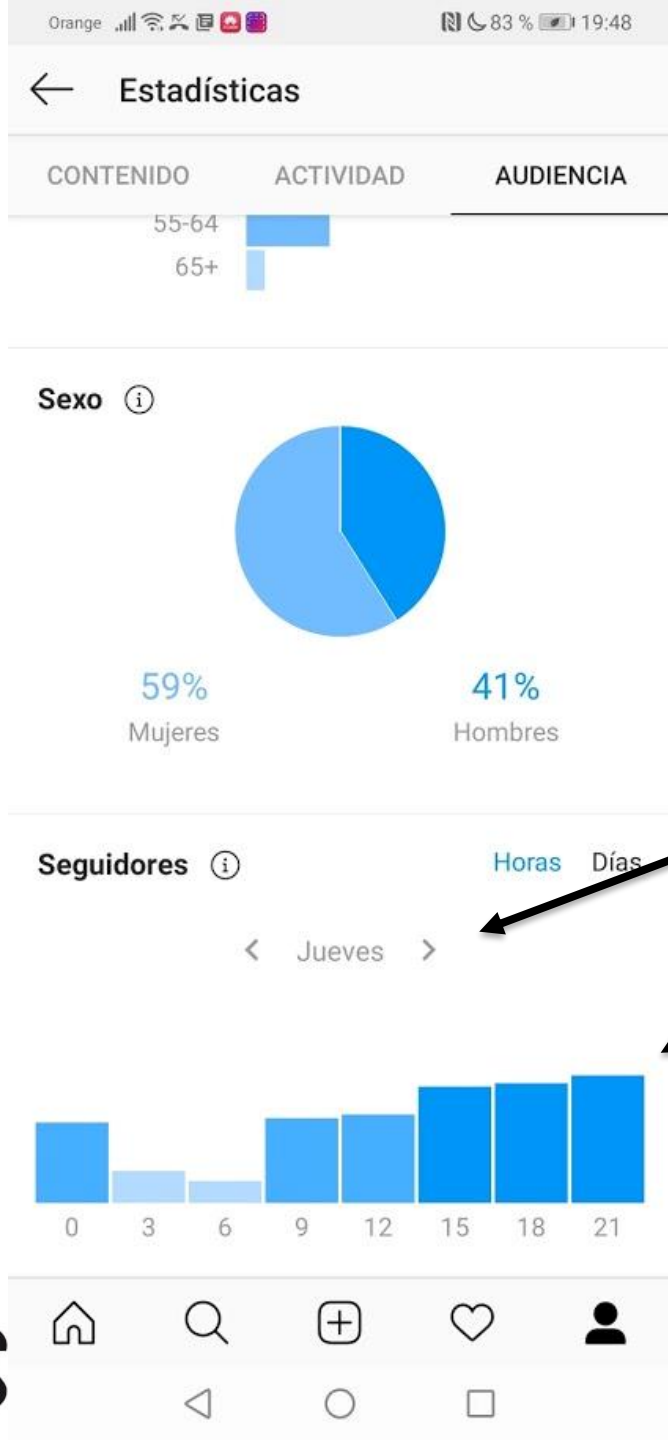 Orange 83 % 19:48
Estadísticas
CONTENIDO ACTIVIDAD AUDIENCIA
55-64
65+
Sexo
59% 41%
Mujeres Hombres
Seguidores Horas Días
< Jueves >
0 3 6 9 12 15 18 21